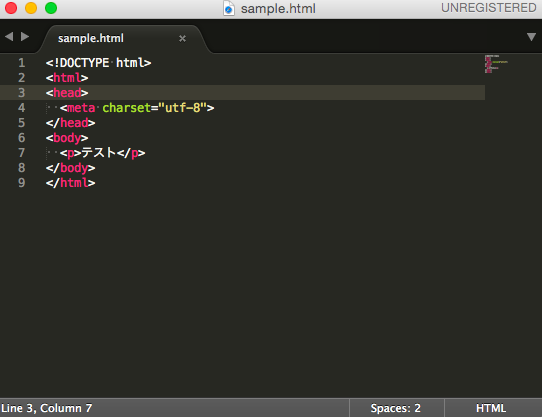 sample.html
UNREGISTERED
sample.html
1 <!DOCTYPE html>
2 <html>
3 <head>
4   <meta charset="utf-8">
5 </head>
6 <body>
7   <p>テスト</p>
8 </body>
9 </html>
Line 3, Column 7
Spaces: 2
HTML